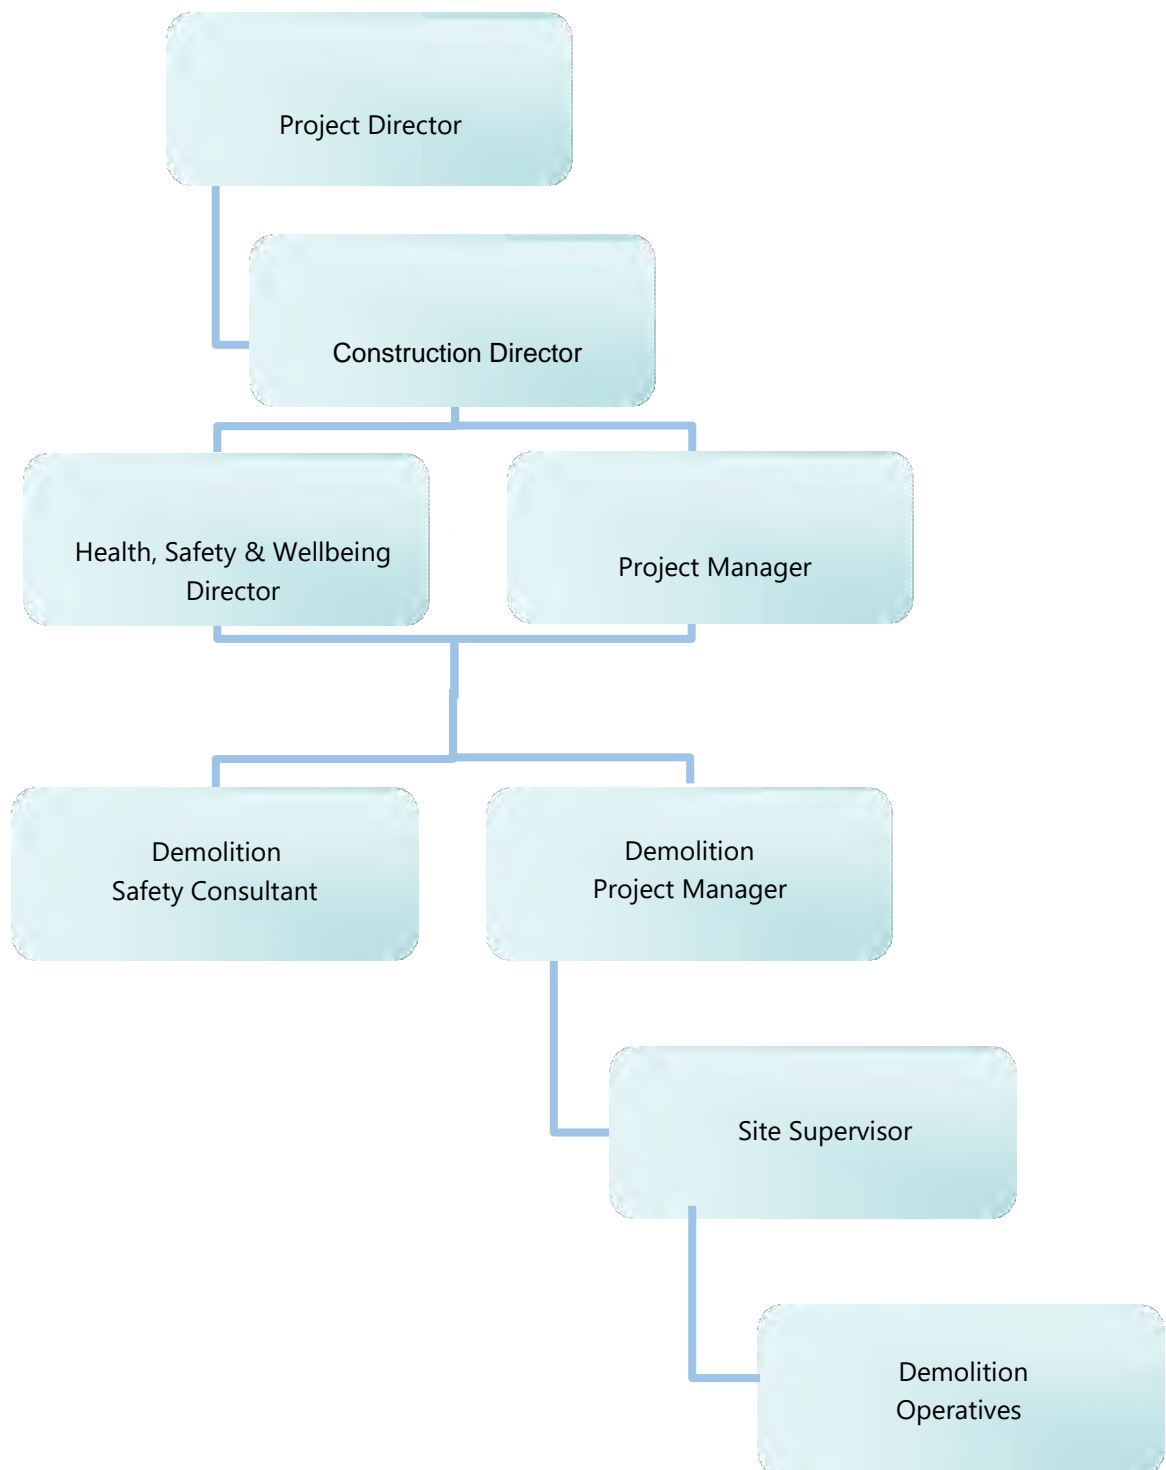 Project Director
Construction Director
Health, Safety & Wellbeing
Director
Project Manager
Demolition
Safety Consultant
Demolition
Project Manager
Site Supervisor
Demolition
Operatives